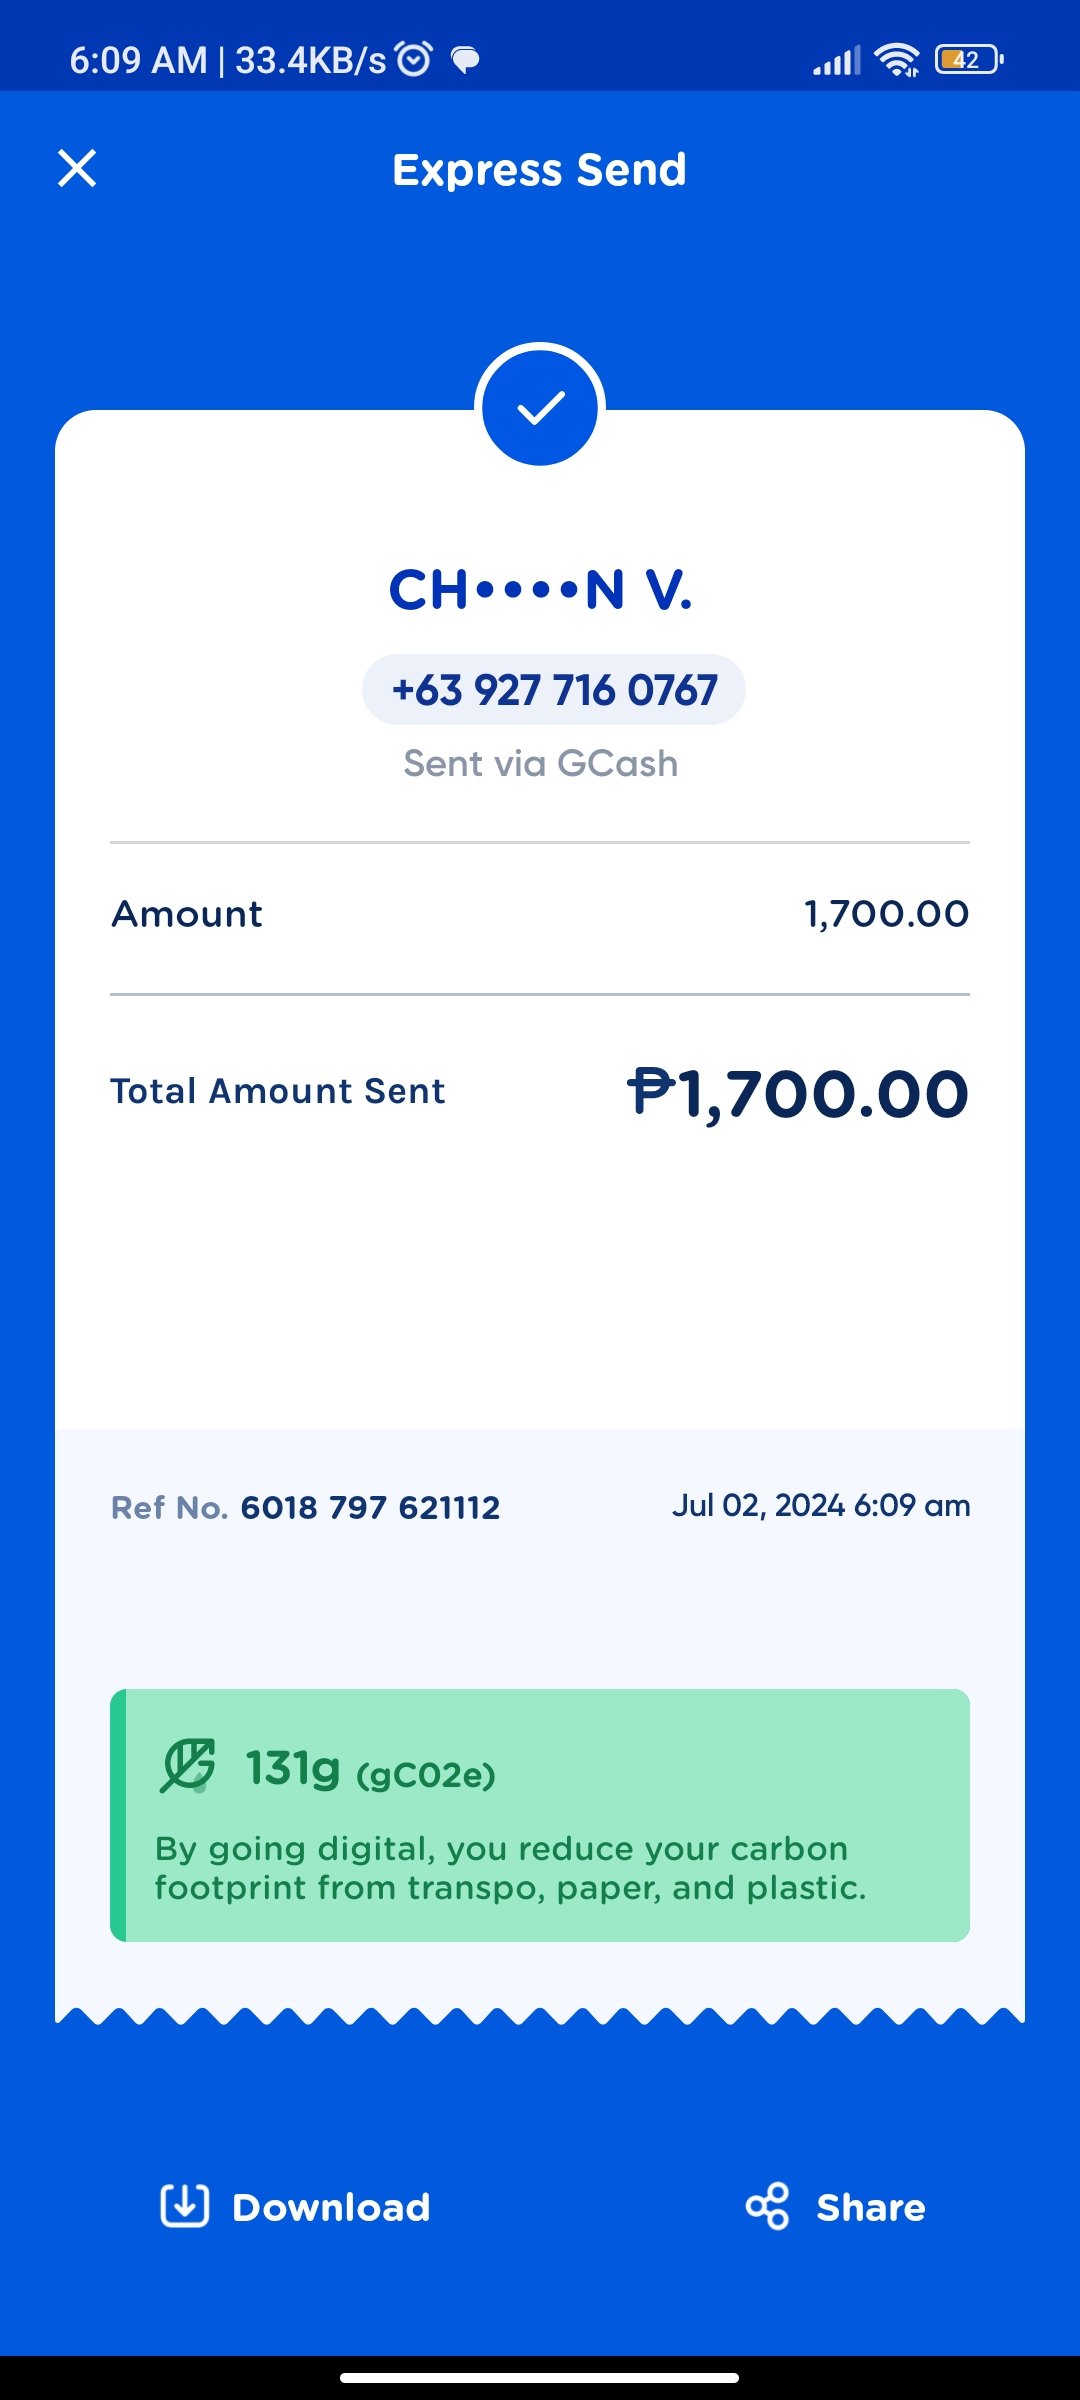 6:09 AM | 33.4KB/s
42
Express Send
CH••••N V.
+63 927 716 0767
Sent via GCash
Amount 1,700.00
Total Amount Sent ₱1,700.00
Ref No. 6018 797 621112 Jul 02, 2024 6:09 am
131g (gC02e)
By going digital, you reduce your carbon
footprint from transpo, paper, and plastic.
Download Share